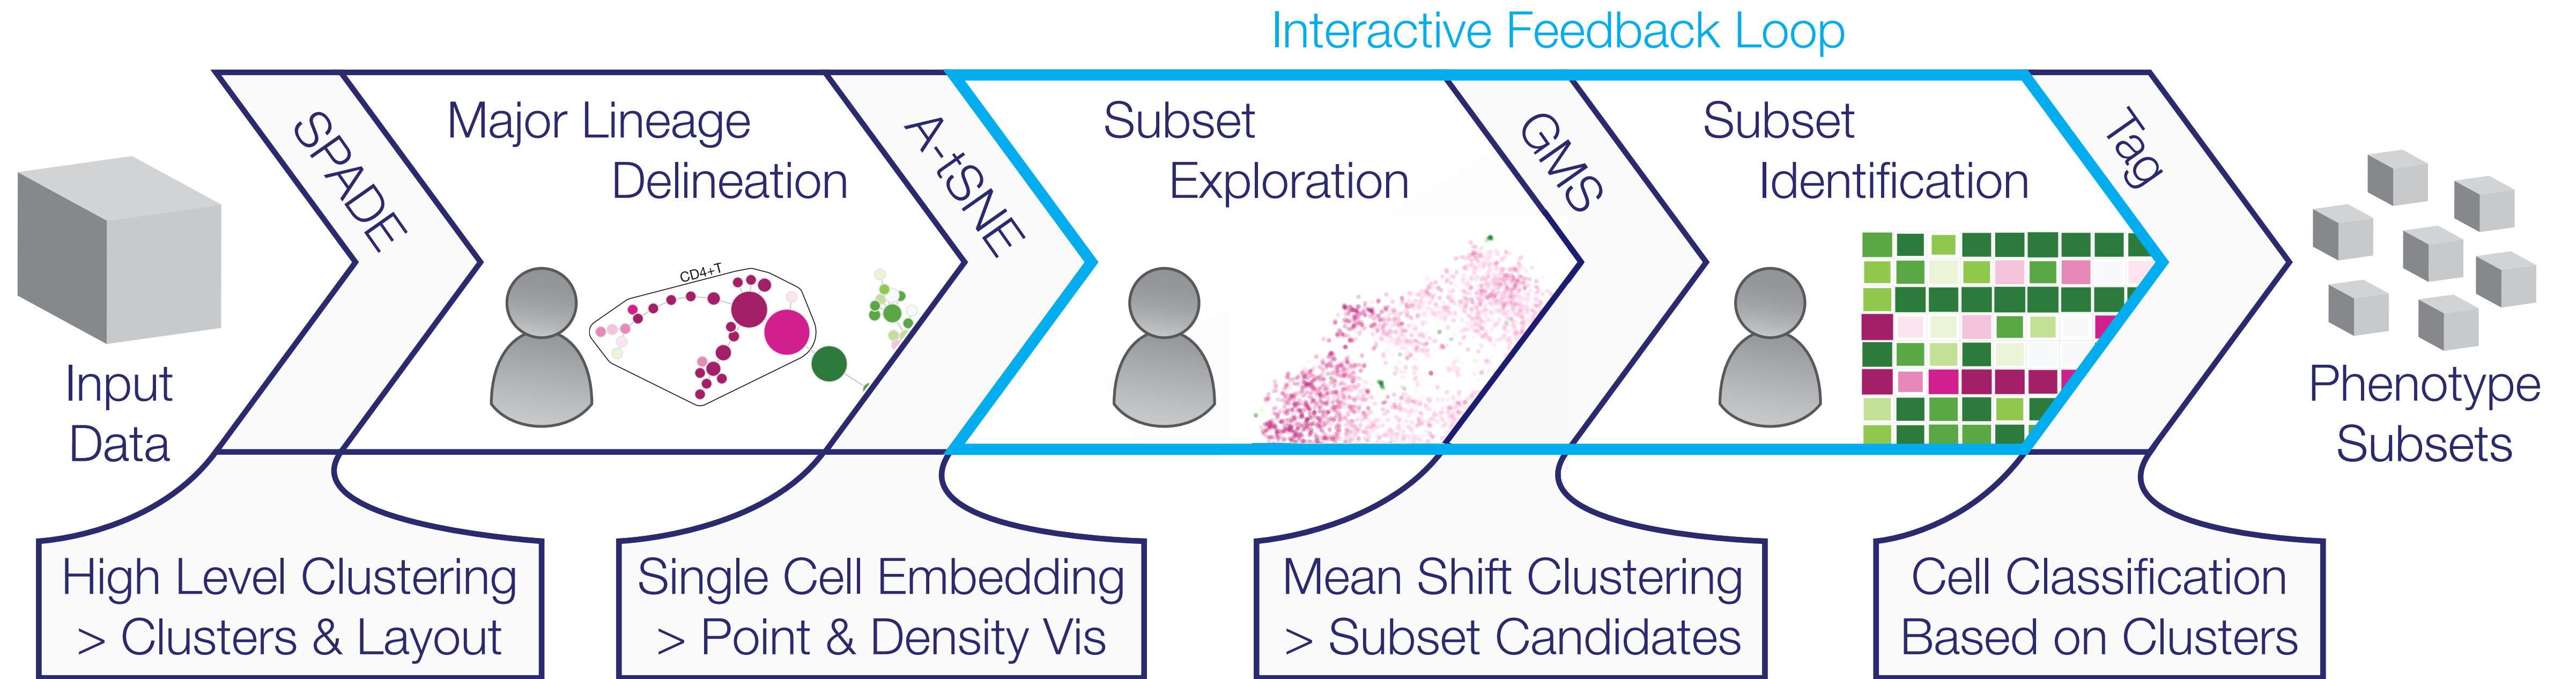 Interactive Feedback Loop
Input
Data
SPADE
Major Lineage
Delineation
CD4+T
A-tSNE
Subset
Exploration
GMS
Subset
Identification
Tag
Phenotype
Subsets
High Level Clustering
> Clusters & Layout
Single Cell Embedding
> Point & Density Vis
Mean Shift Clustering
> Subset Candidates
Cell Classification
Based on Clusters